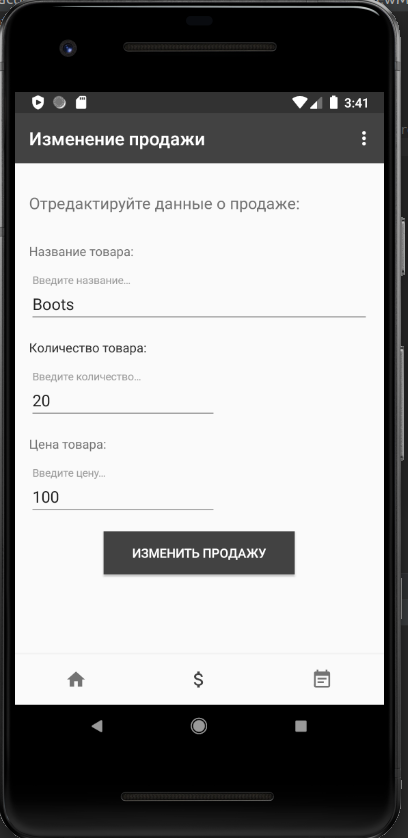 3:41
Изменение продажи
Отредактируйте данные о продаже:
Название товара:
Введите название...
Boots
Количество товара:
Введите количество...
20
Цена товара:
Введите цену...
100
ИЗМЕНИТЬ ПРОДАЖУ
$